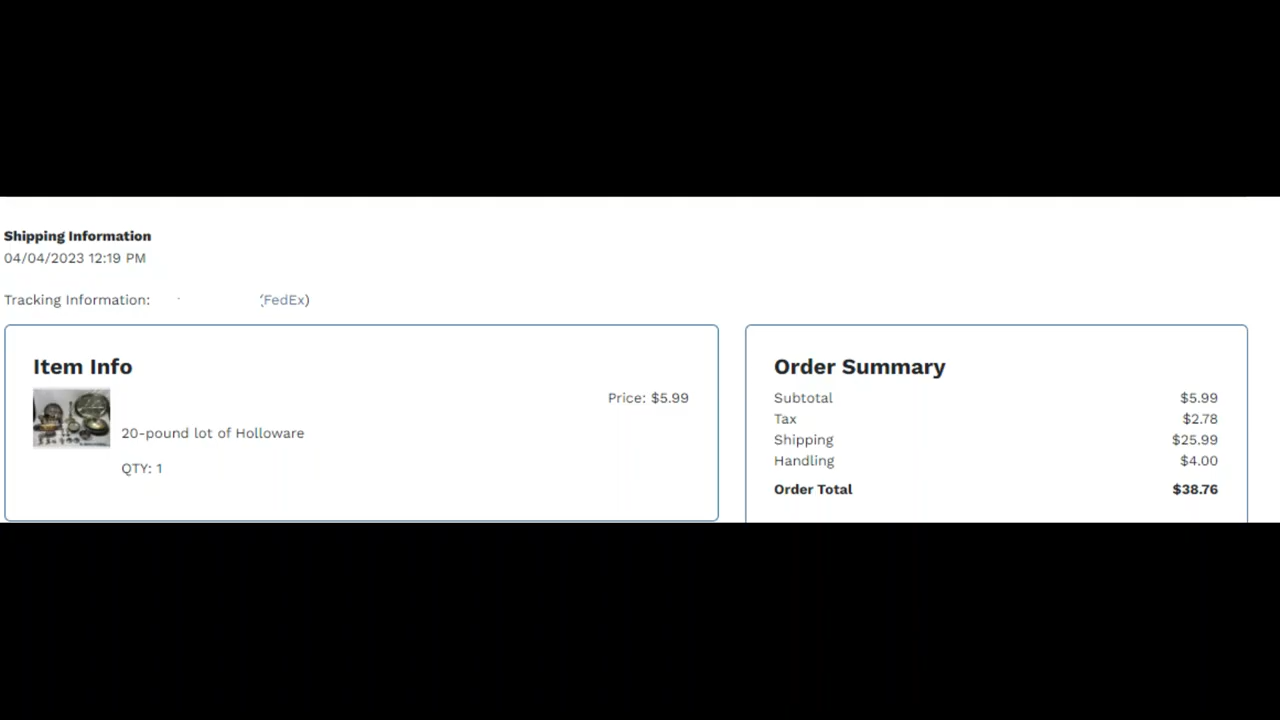 Shipping Information
04/04/2023 12:19 PM
Tracking Information: (FedEx)
Item Info
Price: $5.99
20-pound lot of Holloware
QTY: 1
Order Summary
Subtotal $5.99
Tax $2.78
Shipping $25.99
Handling $4.00
Order Total $38.76